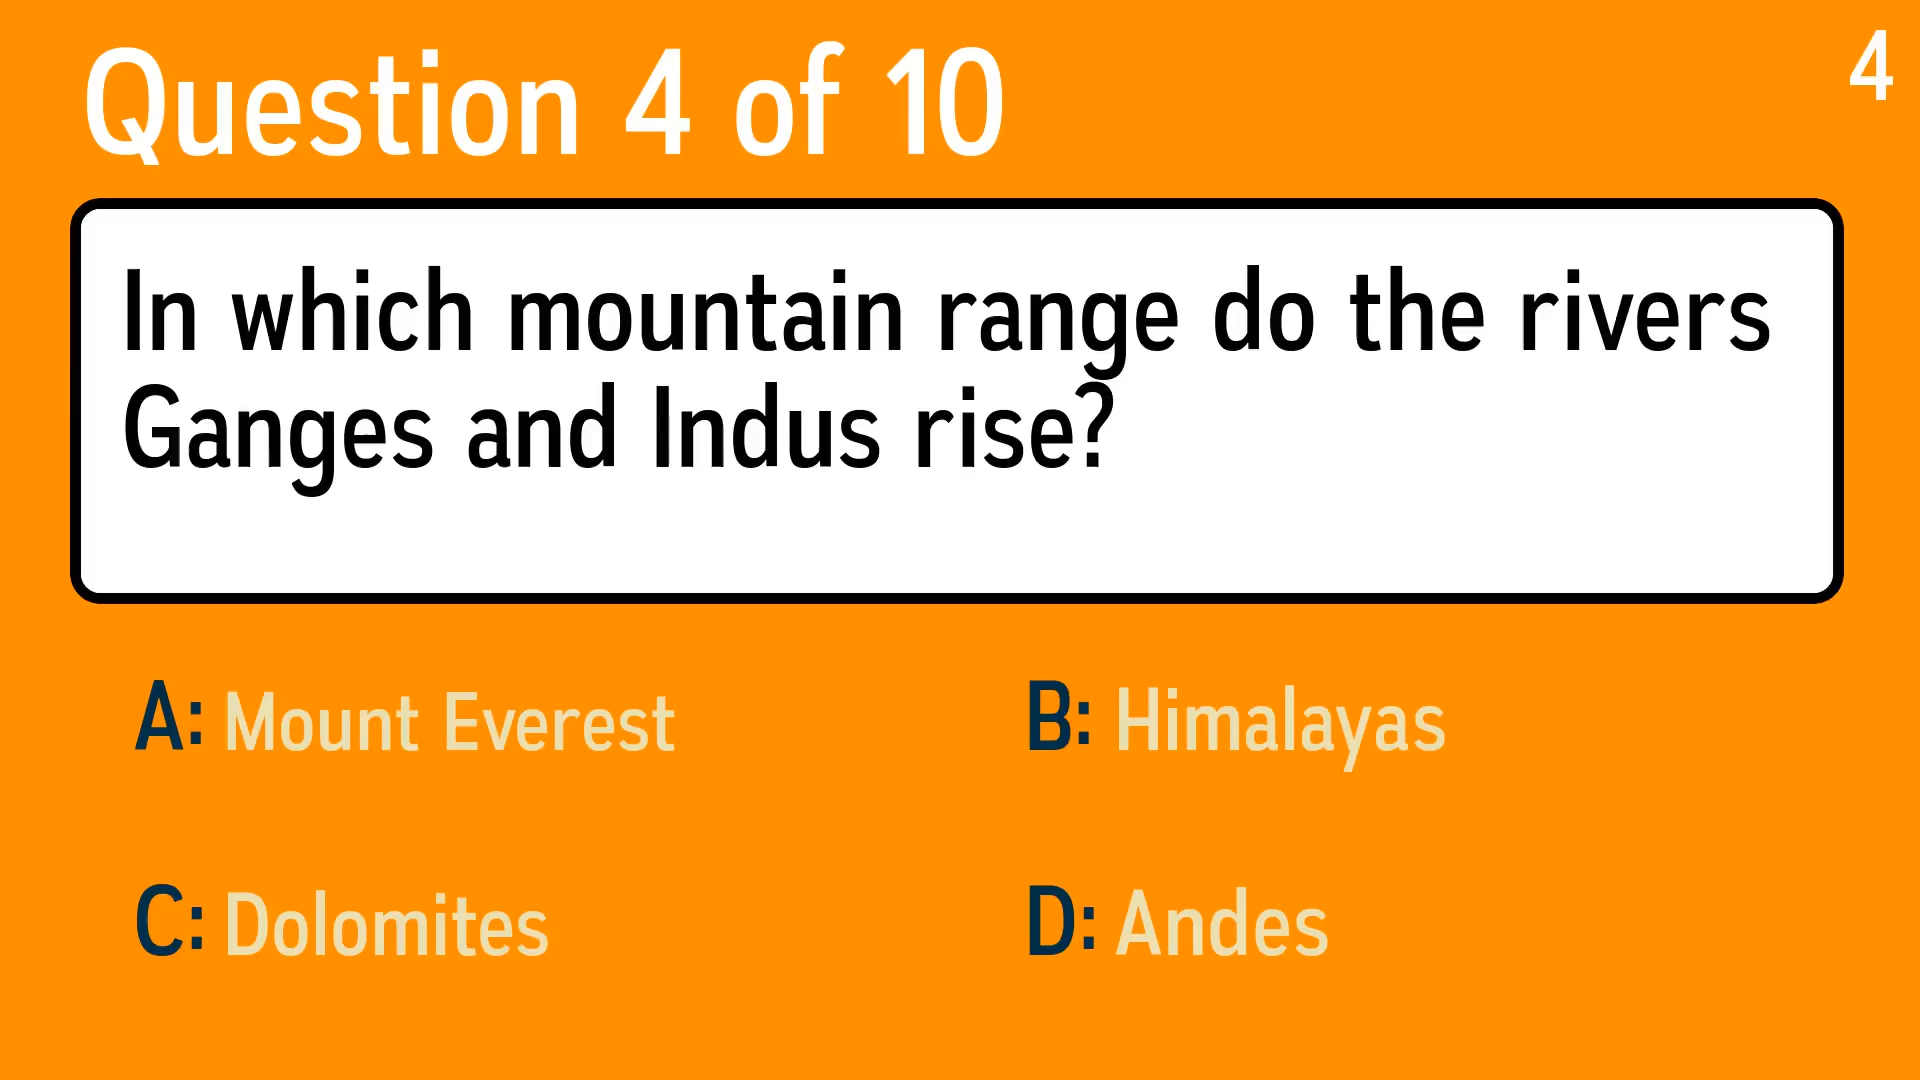 Question 4 of 10
4
In which mountain range do the rivers
Ganges and Indus rise?
A: Mount Everest
B: Himalayas
C: Dolomites
D: Andes